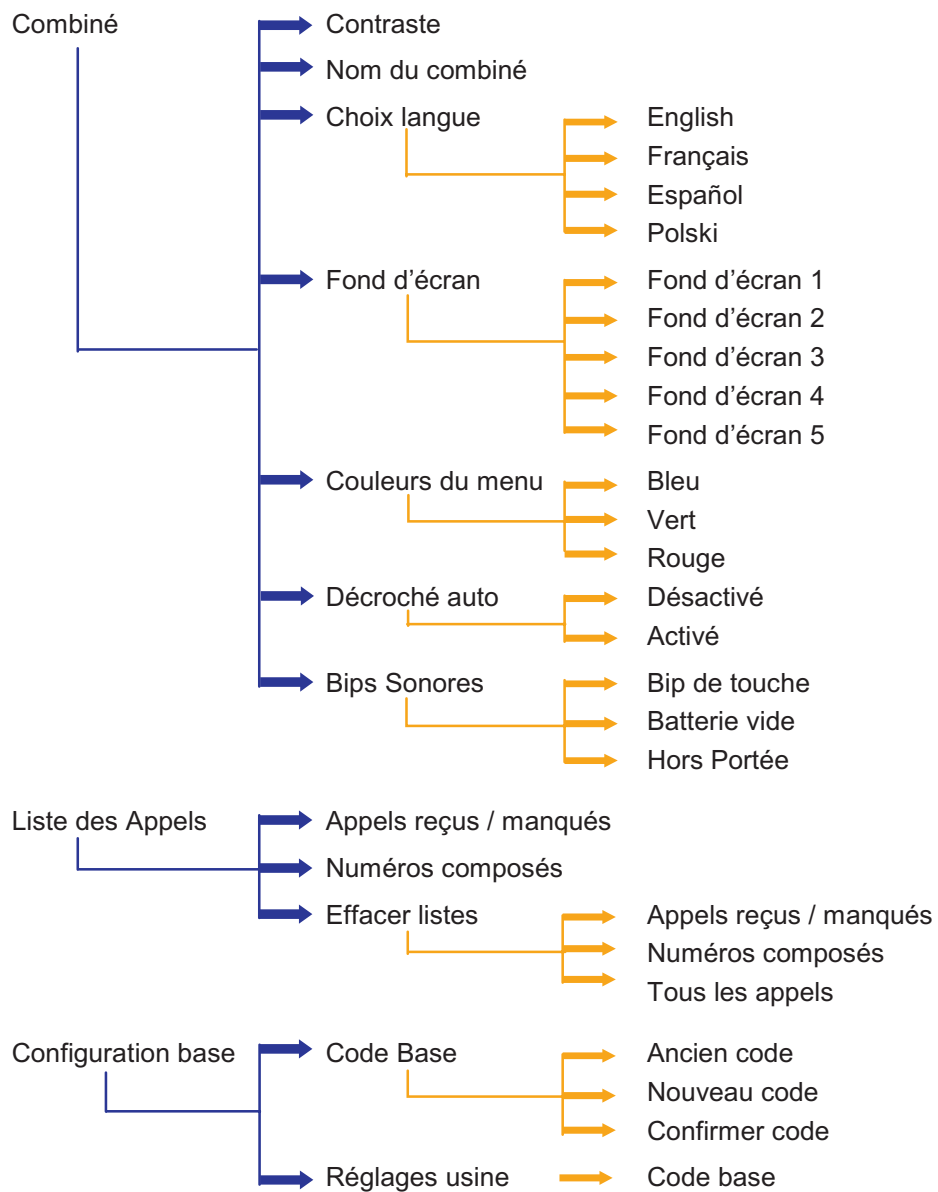 Combiné
Contraste
Nom du combiné
Choix langue
English
Français
Español
Polski
Fond d’écran
Fond d’écran 1
Fond d’écran 2
Fond d’écran 3
Fond d’écran 4
Fond d’écran 5
Couleurs du menu
Bleu
Vert
Rouge
Décroché auto
Désactivé
Activé
Bips Sonores
Bip de touche
Batterie vide
Hors Portée
Liste des Appels
Appels reçus / manqués
Numéros composés
Effacer listes
Appels reçus / manqués
Numéros composés
Tous les appels
Configuration base
Code Base
Ancien code
Nouveau code
Confirmer code
Réglages usine
Code base